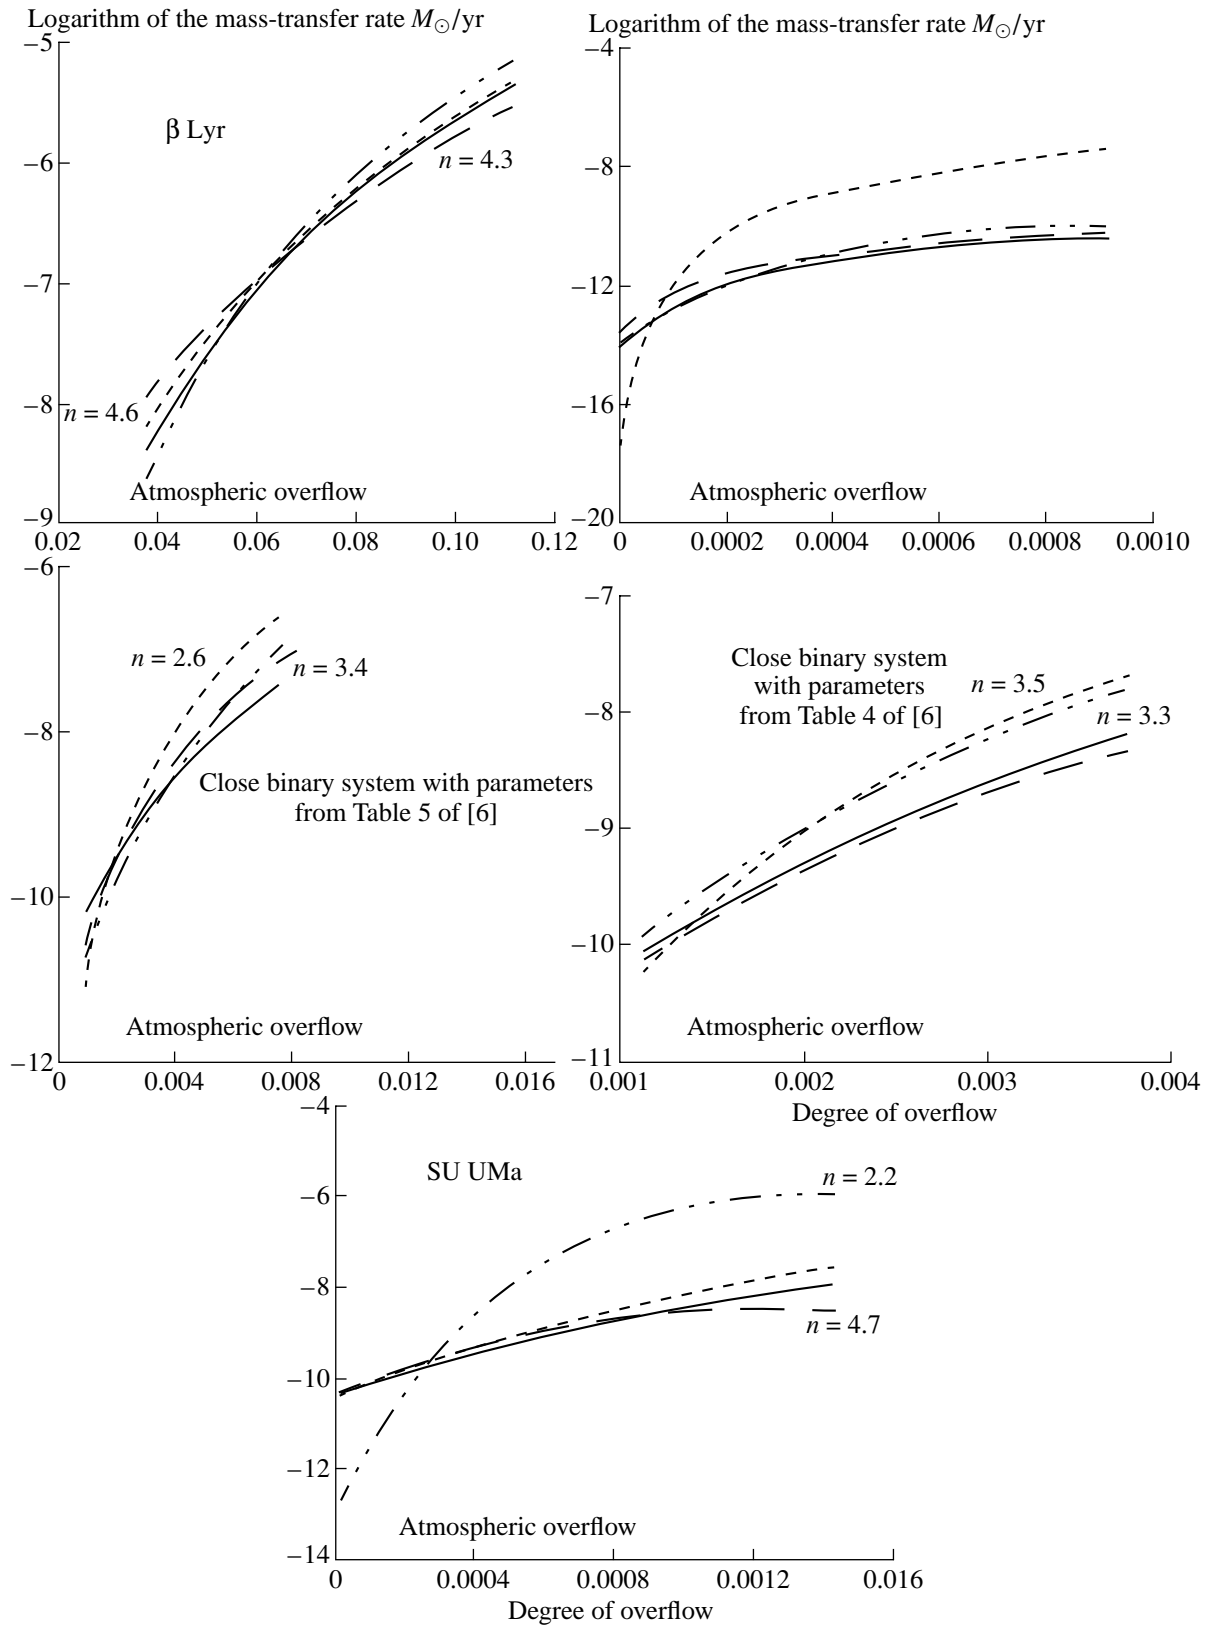 Logarithm of the mass-transfer rate M☉/yr
−5
β Lyr
−6
n = 4.3
−7
−8
n = 4.6
Atmospheric overflow
−9
0.02 0.04 0.06 0.08 0.10 0.12
Logarithm of the mass-transfer rate M☉/yr
−4
−8
−12
−16
Atmospheric overflow
−20
0 0.0002 0.0004 0.0006 0.0008 0.0010
−6
n = 2.6
n = 3.4
−8
Close binary system with parameters
from Table 5 of [6]
−10
Atmospheric overflow
−12
0 0.004 0.008 0.012 0.016
−7
Close binary system
with parameters
from Table 4 of [6]
n = 3.5
−8
n = 3.3
−9
−10
Atmospheric overflow
−11
0.001 0.002 0.003 0.004
Degree of overflow
−4
SU UMa
n = 2.2
−6
−8
n = 4.7
−10
−12
Atmospheric overflow
−14
0 0.0004 0.0008 0.0012 0.016
Degree of overflow